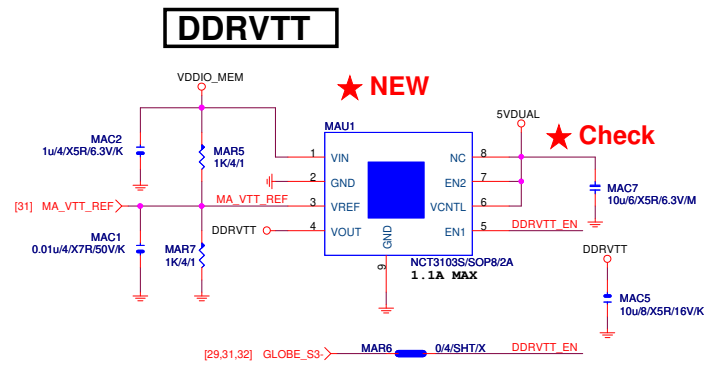 DDRVTT
VDDIO_MEM
★ NEW
5VDUAL
★ Check
MAU1
MAC2
1u/4/X5R/6.3V/K
MAR5
1K/4/1
1 VIN
NC 8
2 GND
EN2 7
MAC7
10u/6/X5R/6.3V/M
[31] MA_VTT_REF
MA_VTT_REF
3 VREF
VCNTL 6
DDRVTT
4 VOUT
EN1 5
DDRVTT_EN
GND
9
MAC1
0.01u/4/X7R/50V/K
MAR7
1K/4/1
NCT3103S/SOP8/2A
1.1A MAX
DDRVTT
MAC5
10u/8/X5R/16V/K
[29,31,32] GLOBE_S3-
MAR6
0/4/SHT/X
DDRVTT_EN